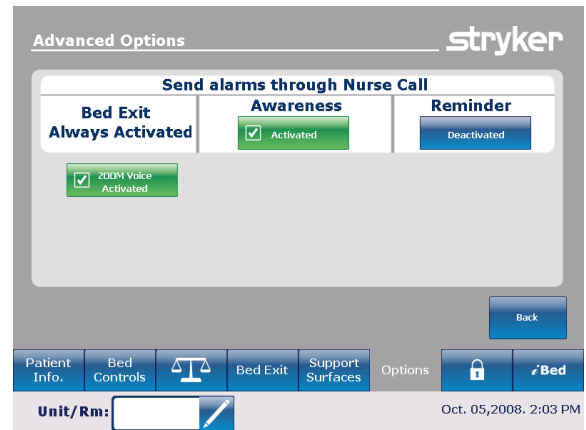 Advanced Options
stryker
Send alarms through Nurse Call
Bed Exit
Always Activated
Awareness
Activated
Reminder
Deactivated
ZOOM Voice
Activated
Back
Patient
Info.
Bed
Controls
Bed Exit
Support
Surfaces
Options
iBed
Unit/Rm:
Oct. 05,2008. 2:03 PM